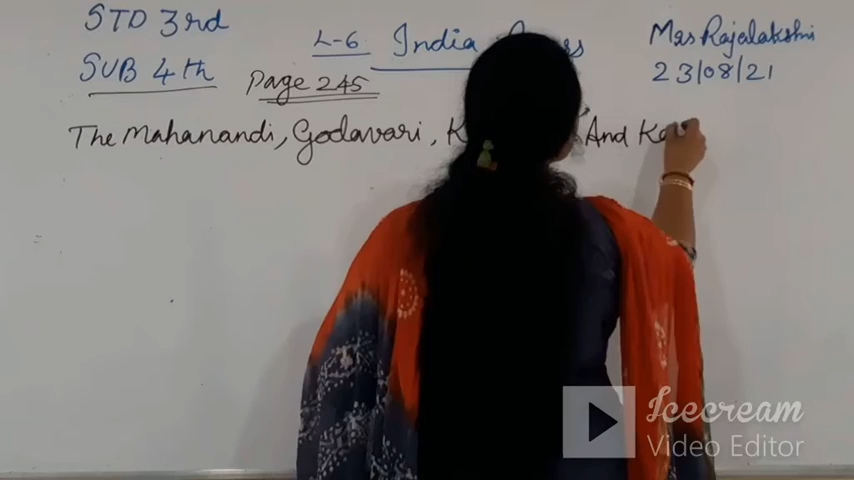 STD 3rd L-6 India Mrs Rajalakshmi
SUB 4th Page 245 23/08/21
The Mahanandi, Godavari, And
Icecream
Video Editor